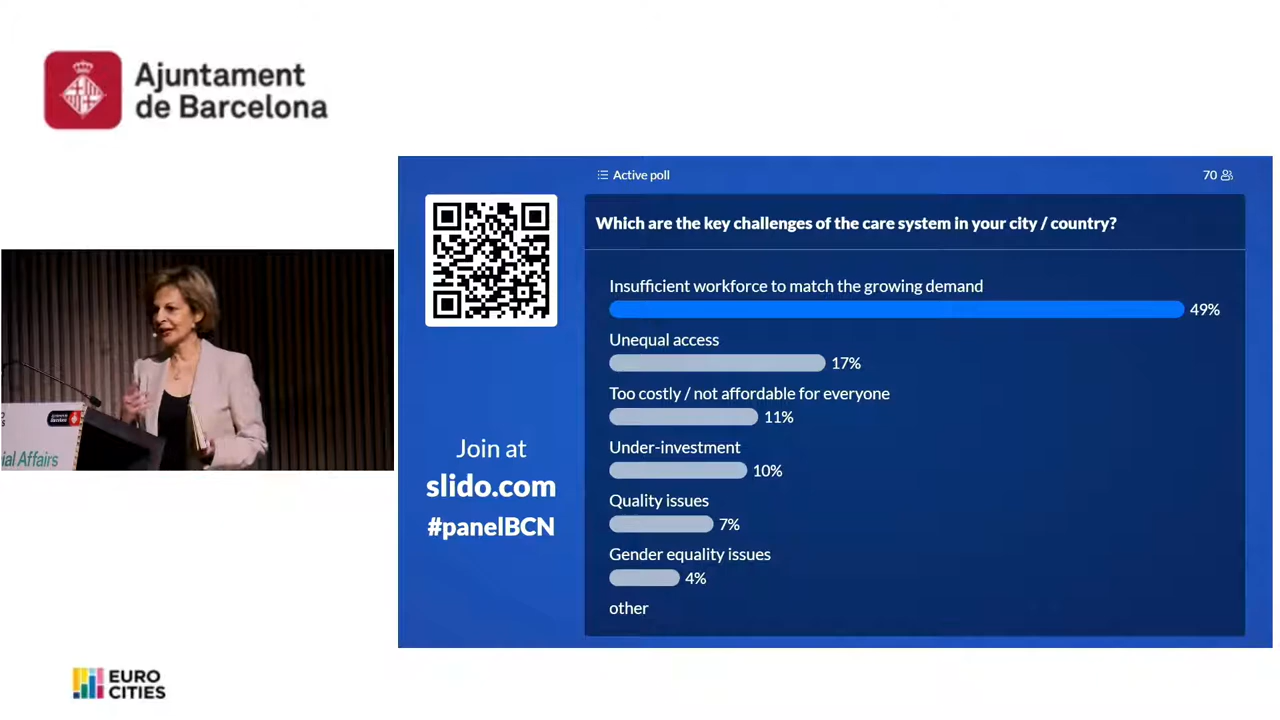 Ajuntament
de Barcelona
Active poll
70
Which are the key challenges of the care system in your city / country?
Insufficient workforce to match the growing demand
49%
Unequal access
17%
Too costly / not affordable for everyone
11%
Under-investment
10%
Quality issues
7%
Gender equality issues
4%
other
Join at
slido.com
#panelBCN
ial Affairs
EURO
CITIES